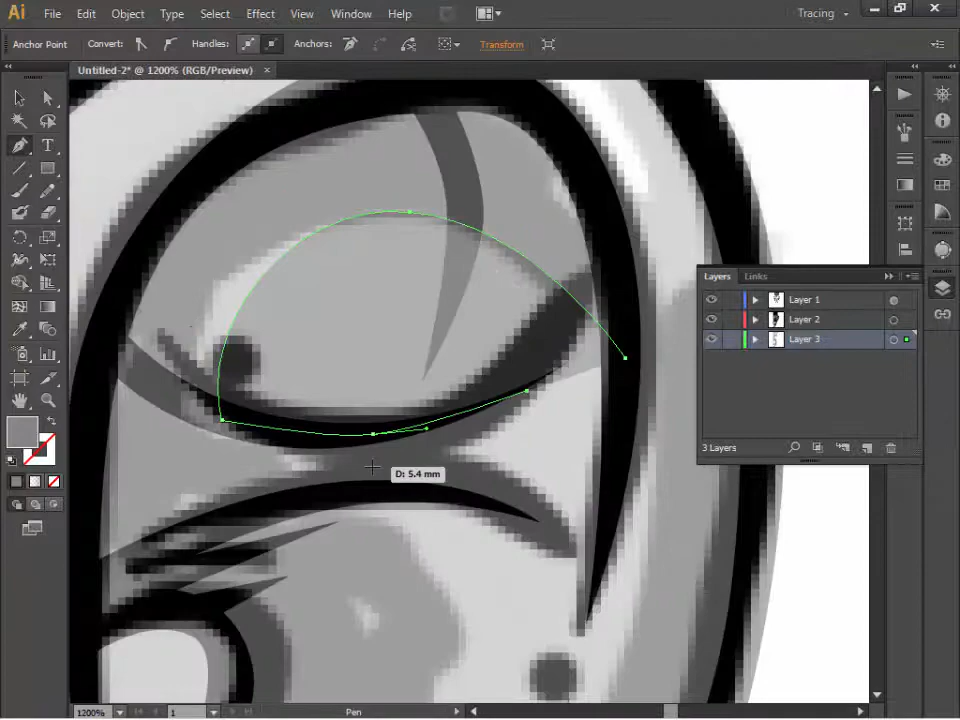 Ai File Edit Object Type Select Effect View Window Help Tracing
Anchor Point Convert: Handles: Anchors: Transform
Untitled-2* @ 1200% (RGB/Preview) ×
Layers Links
Layer 1
Layer 2
Layer 3
D: 5.4 mm
3 Layers
1200% 1 Pen